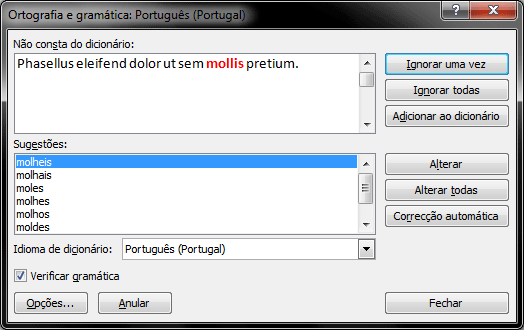 Ortografia e gramática: Português (Portugal)
Não consta do dicionário:
Phasellus eleifend dolor ut sem mollis pretium.
Ignorar uma vez
Ignorar todas
Adicionar ao dicionário
Sugestões:
molheis
molhais
moles
molhes
molhos
moldes
Alterar
Alterar todas
Correcção automática
Idioma de dicionário:
Português (Portugal)
Verificar gramática
Opções...
Anular
Fechar